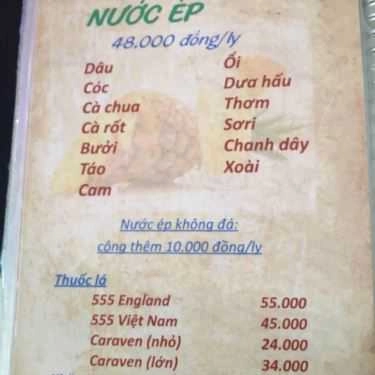 NƯỚC ÉP
48.000 đồng/ly
Dâu
Cóc
Cà chua
Cà rốt
Bưởi
Táo
Cam
Ổi
Dưa hấu
Thơm
Sơri
Chanh dây
Xoài
Nước ép không đá:
cộng thêm 10.000 đồng/ly
Thuốc lá
555 England 55.000
555 Việt Nam 45.000
Caraven (nhỏ) 24.000
Caraven (lớn) 34.000